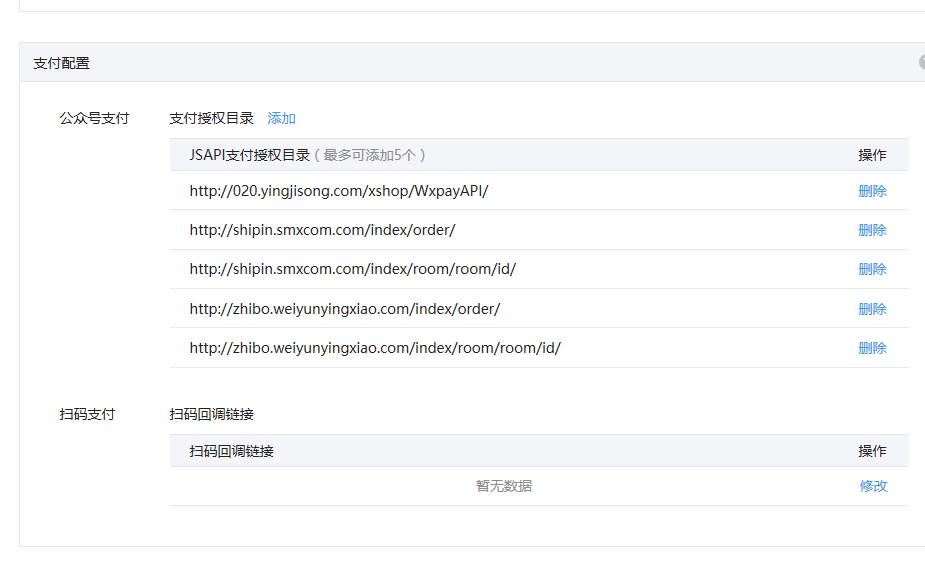 支付配置
公众号支付 支付授权目录 添加
JSAPI支付授权目录（最多可添加5个） 操作
http://020.yingjisong.com/xshop/WxpayAPI/ 删除
http://shipin.smxcom.com/index/order/ 删除
http://shipin.smxcom.com/index/room/room/id/ 删除
http://zhibo.weiyunyingxiao.com/index/order/ 删除
http://zhibo.weiyunyingxiao.com/index/room/room/id/ 删除
扫码支付 扫码回调链接
扫码回调链接 操作
暂无数据 修改